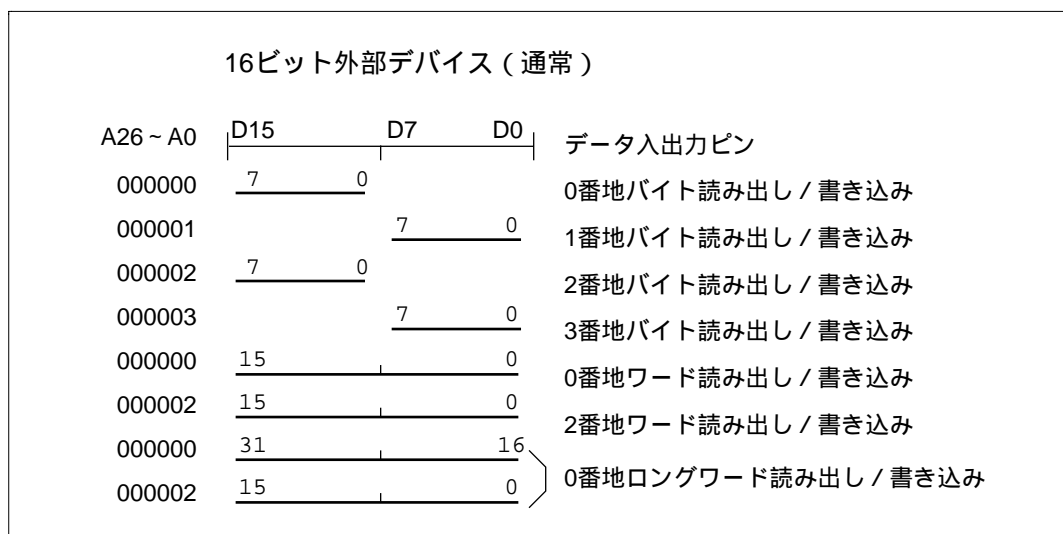 16ビット外部デバイス（通常）
A26～A0 D15 D7 D0 データ入出力ピン
000000 7 0 0番地バイト読み出し／書き込み
000001 7 0 1番地バイト読み出し／書き込み
000002 7 0 2番地バイト読み出し／書き込み
000003 7 0 3番地バイト読み出し／書き込み
000000 15 0 0番地ワード読み出し／書き込み
000002 15 0 2番地ワード読み出し／書き込み
000000 31 16 0番地ロングワード読み出し／書き込み
000002 15 0